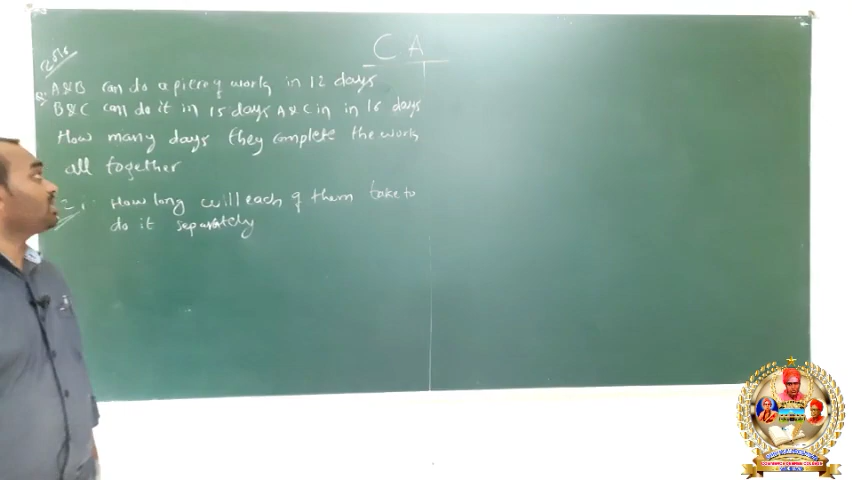 C A
Q. A&B can do a piece of work in 12 days
B&C can do it in 15 days A&C in in 16 days
How many days they complete the work
all together
2. How long will each of them take to
do it separately